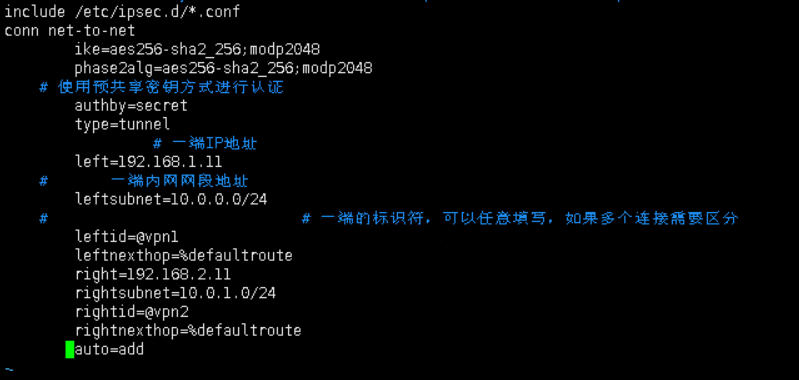 include /etc/ipsec.d/*.conf
conn net-to-net
ike=aes256-sha2_256;modp2048
phase2alg=aes256-sha2_256;modp2048
# 使用预共享密钥方式进行认证
authby=secret
type=tunnel
# 一端IP地址
left=192.168.1.11
# 一端内网网段地址
leftsubnet=10.0.0.0/24
# # 一端的标识符，可以任意填写，如果多个连接需要区分
leftid=@vpn1
leftnexthop=%defaultroute
right=192.168.2.11
rightsubnet=10.0.1.0/24
rightid=@vpn2
rightnexthop=%defaultroute
auto=add
~